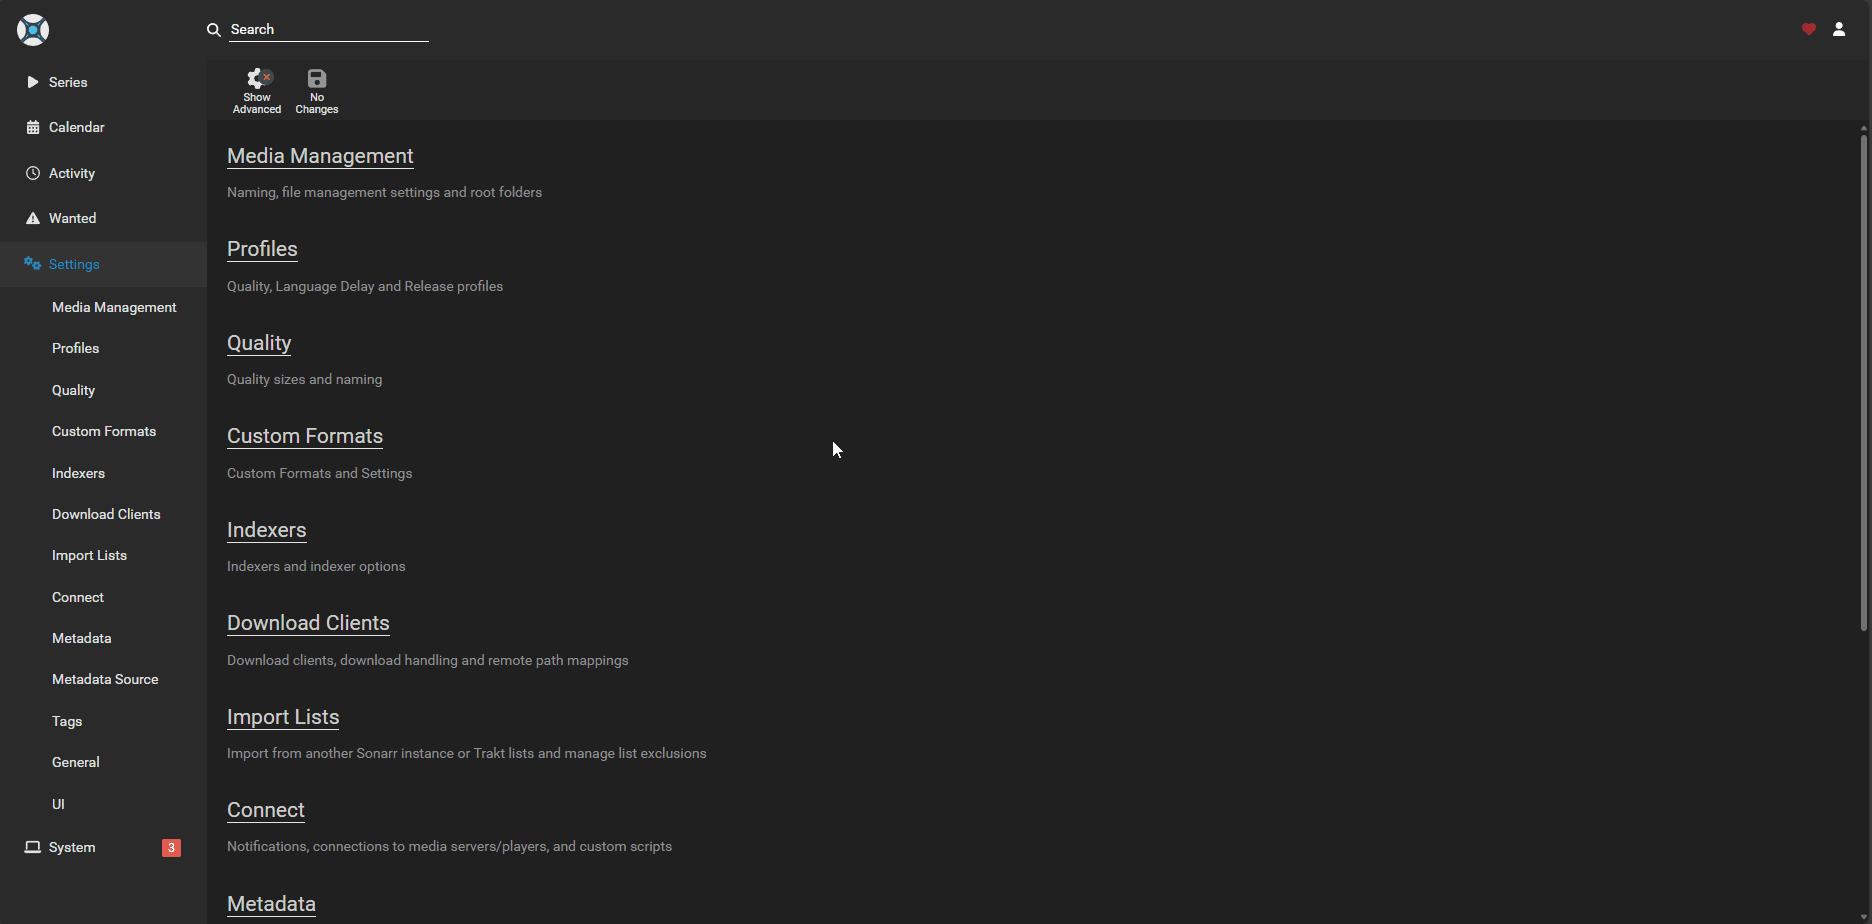 Search
Series
Calendar
Activity
Wanted
Settings
Media Management
Profiles
Quality
Custom Formats
Indexers
Download Clients
Import Lists
Connect
Metadata
Metadata Source
Tags
General
UI
System
3
Show
Advanced
No
Changes
Media Management
Naming, file management settings and root folders
Profiles
Quality, Language Delay and Release profiles
Quality
Quality sizes and naming
Custom Formats
Custom Formats and Settings
Indexers
Indexers and indexer options
Download Clients
Download clients, download handling and remote path mappings
Import Lists
Import from another Sonarr instance or Trakt lists and manage list exclusions
Connect
Notifications, connections to media servers/players, and custom scripts
Metadata